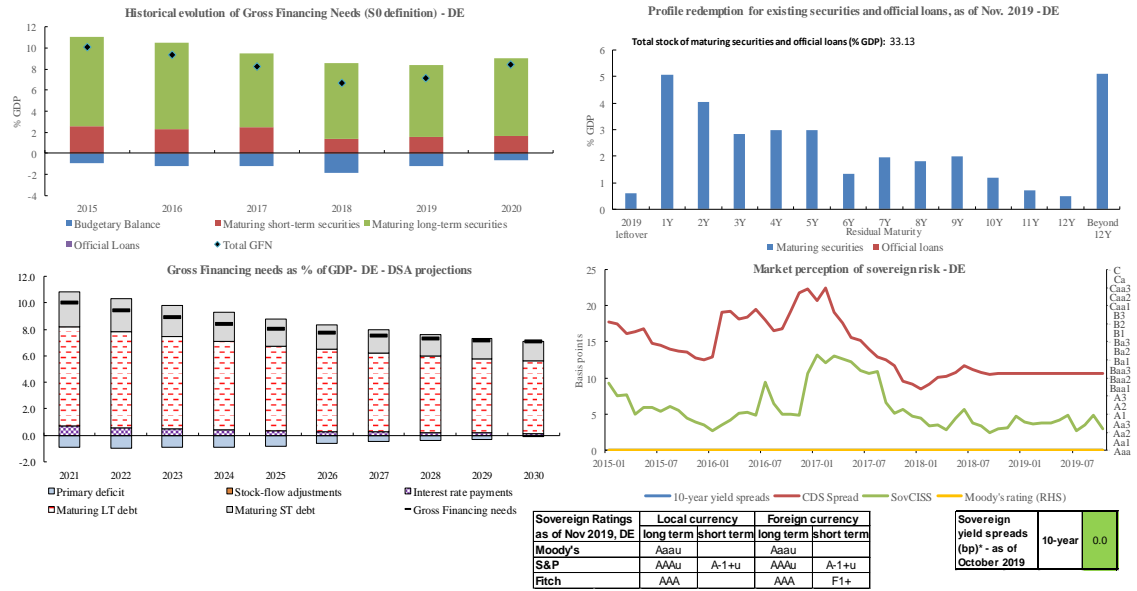 Historical evolution of Gross Financing Needs (S0 definition) - DE
12
10
8
6
4
2
0
-2
-4
% GDP
2015 2016 2017 2018 2019 2020
Budgetary Balance Maturing short-term securities Maturing long-term securities
Official Loans Total GFN
Profile redemption for existing securities and official loans, as of Nov. 2019 - DE
Total stock of maturing securities and official loans (% GDP): 33.13
6
5
4
3
2
1
0
% GDP
2019 leftover 1Y 2Y 3Y 4Y 5Y 6Y 7Y 8Y 9Y 10Y 11Y 12Y Beyond 12Y
Residual Maturity
Maturing securities Official loans
Gross Financing needs as % of GDP- DE - DSA projections
12.0
10.0
8.0
6.0
4.0
2.0
0.0
-2.0
2021 2022 2023 2024 2025 2026 2027 2028 2029 2030
Primary deficit Stock-flow adjustments Interest rate payments
Maturing LT debt Maturing ST debt Gross Financing needs
Market perception of sovereign risk - DE
25
20
15
10
5
0
Basis points
C
Ca
Caa3
Caa2
Caa1
B3
B2
B1
Ba3
Ba2
Ba1
Baa3
Baa2
Baa1
A3
A2
A1
Aa3
Aa2
Aa1
Aaa
2015-01 2015-07 2016-01 2016-07 2017-01 2017-07 2018-01 2018-07 2019-01 2019-07
10-year yield spreads CDS Spread SovCISS Moody's rating (RHS)
Sovereign Ratings as of Nov 2019, DE Local currency Foreign currency
long term short term long term short term
Moody's Aaau Aaau
S&P AAAu A-1+u AAAu A-1+u
Fitch AAA AAA F1+
Sovereign
yield spreads
(bp)* - as of
October 2019
10-year 0.0